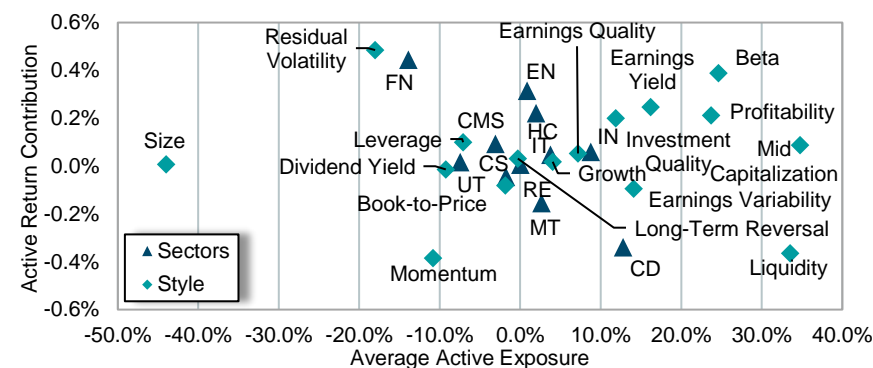 0.6%
0.4%
0.2%
0.0%
-0.2%
-0.4%
-0.6%
Active Return Contribution
Residual
Volatility
FN
Earnings Quality
EN
Earnings
Yield
Beta
Size
CMS
HC
IT
IN
Profitability
Leverage
Investment
Quality
Mid
Capitalization
Dividend Yield
CS
UT
RE
Growth
Earnings Variability
Book-to-Price
MT
Long-Term Reversal
Momentum
CD
Liquidity
Sectors
Style
-50.0% -40.0% -30.0% -20.0% -10.0% 0.0% 10.0% 20.0% 30.0% 40.0%
Average Active Exposure